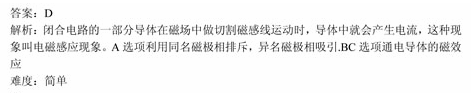 答案：D
解析：闭合电路的一部分导体在磁场中做切割磁感线运动时，导体中就会产生电流，这种现
象叫电磁感应现象。A 选项利用同名磁极相排斥，异名磁极相吸引.BC 选项通电导体的磁效
应
难度：简单